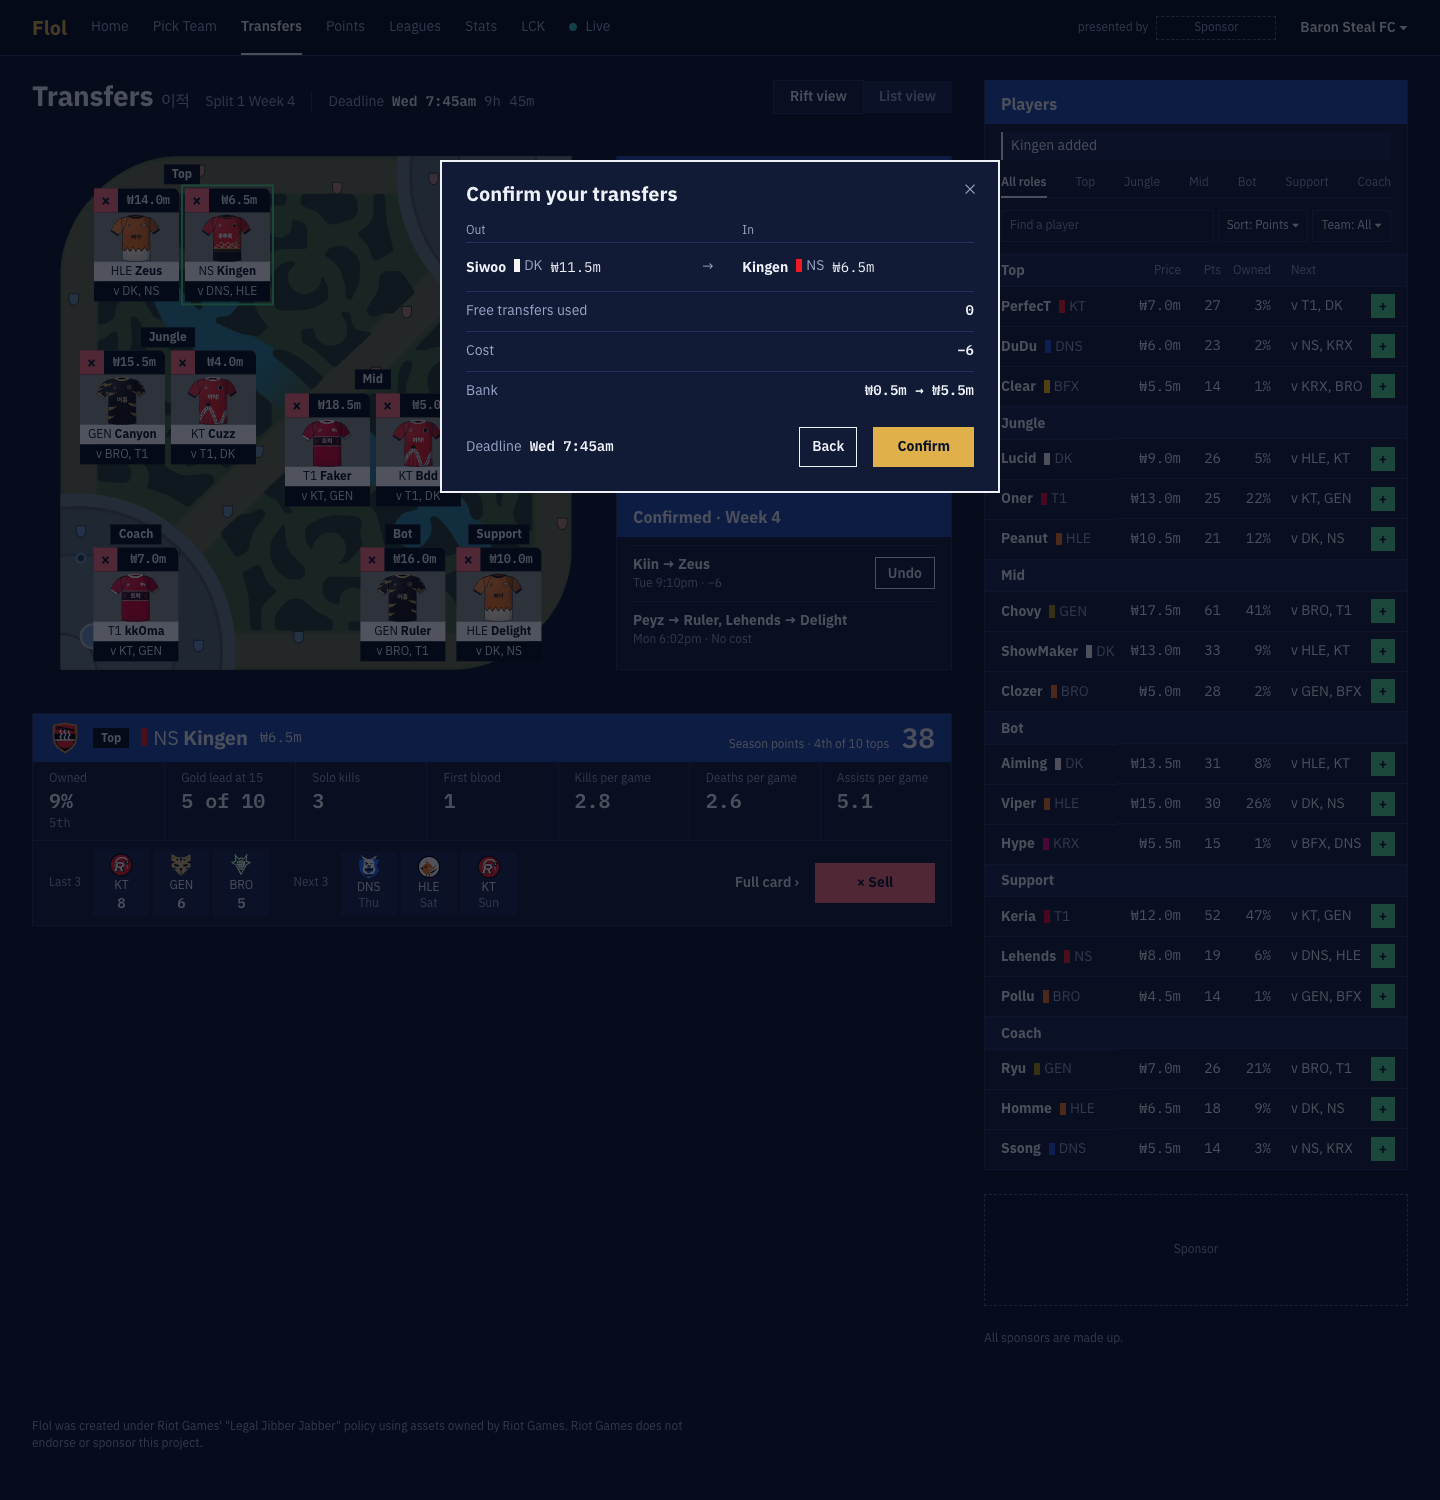 Flol Home Pick Team Transfers Points Leagues Stats LCK Live presented by Sponsor Baron Steal FC
Transfers 이적 Split 1 Week 4 Deadline Wed 7:45am 9h 45m Rift view List view
Confirm your transfers
Out In
Siwoo DK ₩11.5m → Kingen NS ₩6.5m
Free transfers used 0
Cost −6
Bank ₩0.5m → ₩5.5m
Deadline Wed 7:45am Back Confirm
Top
× ₩14.0m × ₩6.5m
HLE Zeus NS Kingen
v DK, NS v DNS, HLE
Jungle
× ₩15.5m × ₩4.0m
GEN Canyon KT Cuzz
v BRO, T1 v T1, DK
Mid
× ₩18.5m × ₩5.0
T1 Faker KT Bdd
v KT, GEN v T1, DK
Coach
× ₩7.0m
T1 kkOma
v KT, GEN
Bot Support
× ₩16.0m × ₩10.0m
GEN Ruler HLE Delight
v BRO, T1 v DK, NS
Confirmed · Week 4
Kiin → Zeus
Tue 9:10pm · −6
Undo
Peyz → Ruler, Lehends → Delight
Mon 6:02pm · No cost
Top NS Kingen ₩6.5m Season points · 4th of 10 tops 38
Owned Gold lead at 15 Solo kills First blood Kills per game Deaths per game Assists per game
9% 5 of 10 3 1 2.8 2.6 5.1
5th
Last 3 KT 8 GEN 6 BRO 5 Next 3 DNS Thu HLE Sat KT Sun Full card › × Sell
Players
Kingen added
All roles Top Jungle Mid Bot Support Coach
Find a player Sort: Points Team: All
Top Price Pts Owned Next
PerfecT KT ₩7.0m 27 3% v T1, DK +
DuDu DNS ₩6.0m 23 2% v NS, KRX +
Clear BFX ₩5.5m 14 1% v KRX, BRO +
Jungle
Lucid DK ₩9.0m 26 5% v HLE, KT +
Oner T1 ₩13.0m 25 22% v KT, GEN +
Peanut HLE ₩10.5m 21 12% v DK, NS +
Mid
Chovy GEN ₩17.5m 61 41% v BRO, T1 +
ShowMaker DK ₩13.0m 33 9% v HLE, KT +
Clozer BRO ₩5.0m 28 2% v GEN, BFX +
Bot
Aiming DK ₩13.5m 31 8% v HLE, KT +
Viper HLE ₩15.0m 30 26% v DK, NS +
Hype KRX ₩5.5m 15 1% v BFX, DNS +
Support
Keria T1 ₩12.0m 52 47% v KT, GEN +
Lehends NS ₩8.0m 19 6% v DNS, HLE +
Pollu BRO ₩4.5m 14 1% v GEN, BFX +
Coach
Ryu GEN ₩7.0m 26 21% v BRO, T1 +
Homme HLE ₩6.5m 18 9% v DK, NS +
Ssong DNS ₩5.5m 14 3% v NS, KRX +
Sponsor
All sponsors are made up.
Flol was created under Riot Games' "Legal Jibber Jabber" policy using assets owned by Riot Games. Riot Games does not
endorse or sponsor this project.